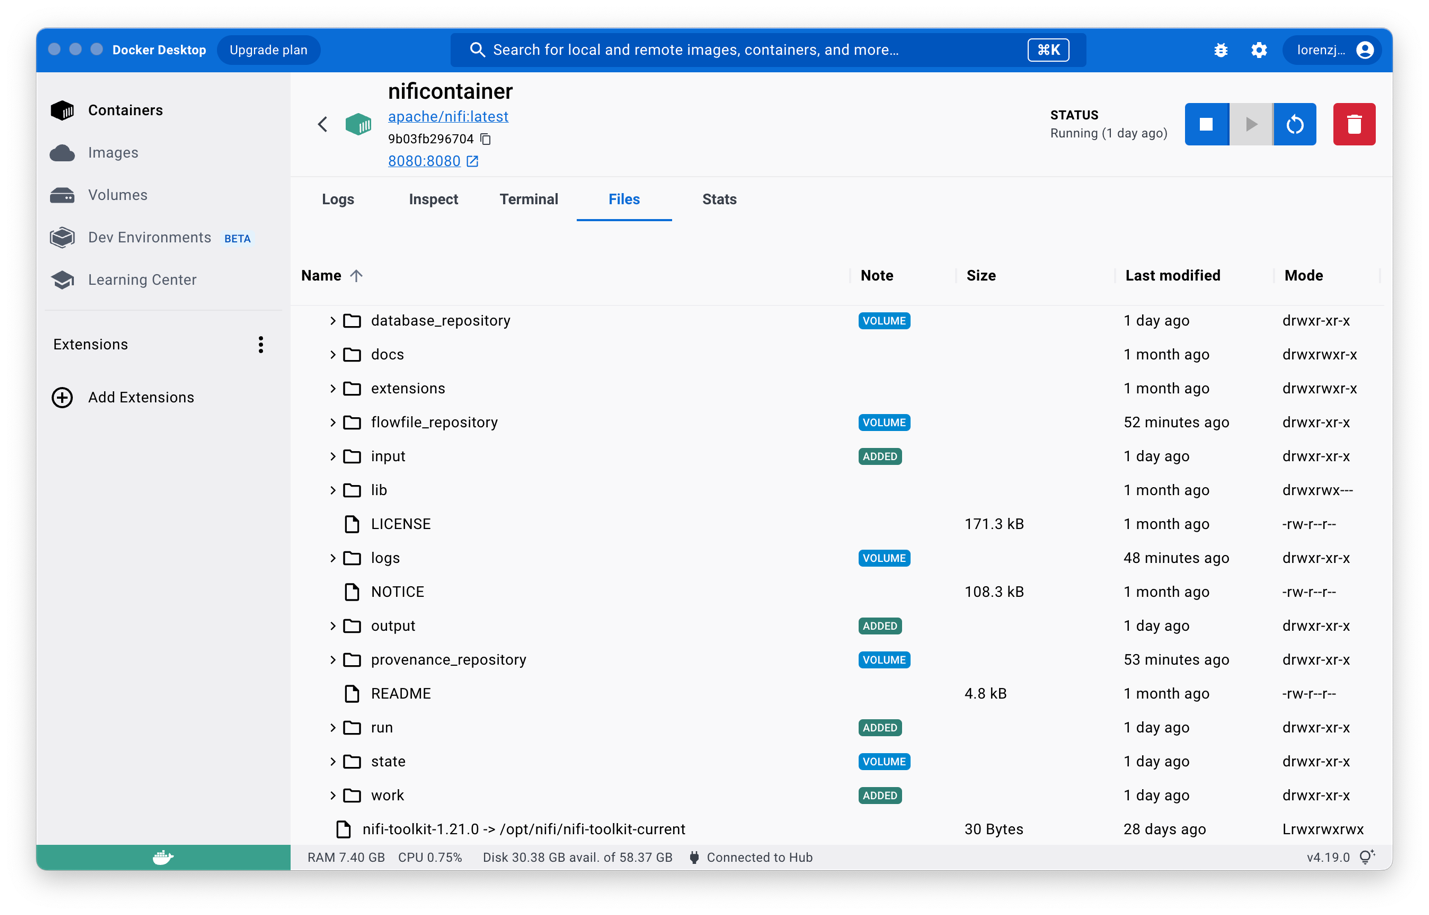 Docker Desktop Upgrade plan Search for local and remote images, containers, and more... ⌘K lorenzj...
Containers
Images
Volumes
Dev Environments BETA
Learning Center
Extensions
Add Extensions
nificontainer
apache/nifi:latest
9b03fb296704
8080:8080
STATUS
Running (1 day ago)
Logs Inspect Terminal Files Stats
Name Note Size Last modified Mode
database_repository VOLUME 1 day ago drwxr-xr-x
docs 1 month ago drwxrwxr-x
extensions 1 month ago drwxrwxr-x
flowfile_repository VOLUME 52 minutes ago drwxr-xr-x
input ADDED 1 day ago drwxr-xr-x
lib 1 month ago drwxrwx---
LICENSE 171.3 kB 1 month ago -rw-r--r--
logs VOLUME 48 minutes ago drwxr-xr-x
NOTICE 108.3 kB 1 month ago -rw-r--r--
output ADDED 1 day ago drwxr-xr-x
provenance_repository VOLUME 53 minutes ago drwxr-xr-x
README 4.8 kB 1 month ago -rw-r--r--
run ADDED 1 day ago drwxr-xr-x
state VOLUME 1 day ago drwxr-xr-x
work ADDED 1 day ago drwxr-xr-x
nifi-toolkit-1.21.0 -> /opt/nifi/nifi-toolkit-current 30 Bytes 28 days ago Lrwxrwxrwx
RAM 7.40 GB CPU 0.75% Disk 30.38 GB avail. of 58.37 GB Connected to Hub v4.19.0